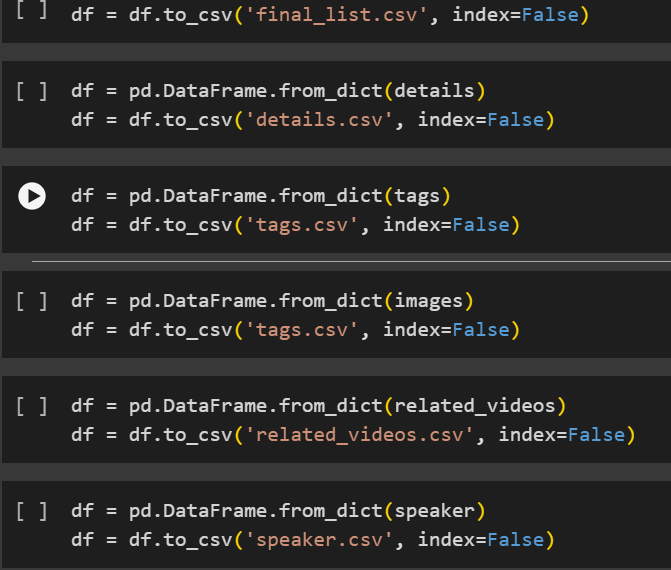 [ ] df = df.to_csv('final_list.csv', index=False)
[ ] df = pd.DataFrame.from_dict(details)
df = df.to_csv('details.csv', index=False)
df = pd.DataFrame.from_dict(tags)
df = df.to_csv('tags.csv', index=False)
[ ] df = pd.DataFrame.from_dict(images)
df = df.to_csv('tags.csv', index=False)
[ ] df = pd.DataFrame.from_dict(related_videos)
df = df.to_csv('related_videos.csv', index=False)
[ ] df = pd.DataFrame.from_dict(speaker)
df = df.to_csv('speaker.csv', index=False)